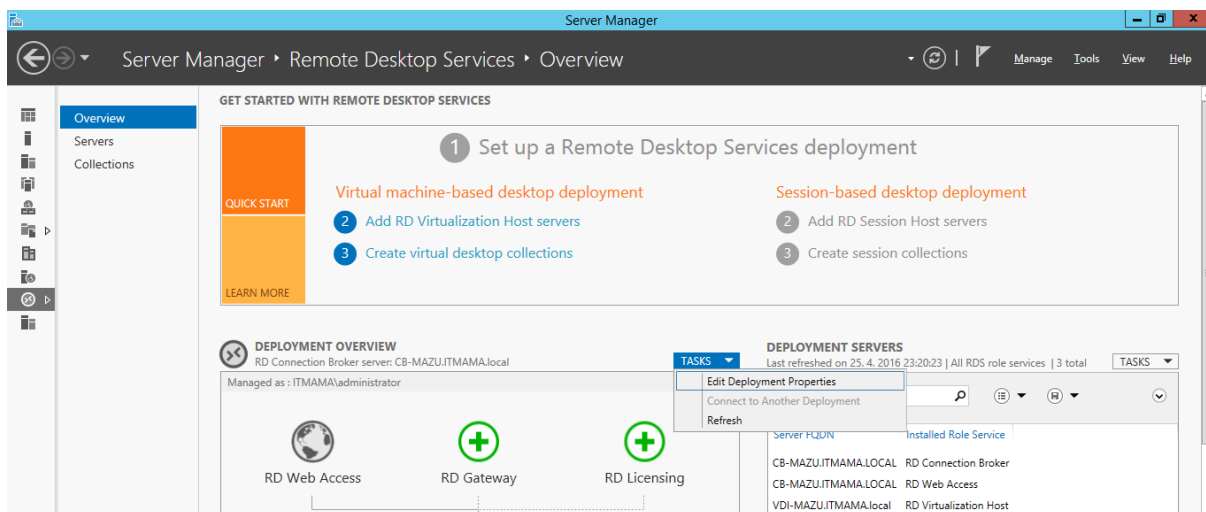 Server Manager
Server Manager • Remote Desktop Services • Overview
Manage Tools View Help
Overview
Servers
Collections
GET STARTED WITH REMOTE DESKTOP SERVICES
1 Set up a Remote Desktop Services deployment
QUICK START
LEARN MORE
Virtual machine-based desktop deployment
2 Add RD Virtualization Host servers
3 Create virtual desktop collections
Session-based desktop deployment
2 Add RD Session Host servers
3 Create session collections
DEPLOYMENT OVERVIEW
RD Connection Broker server: CB-MAZU.ITMAMA.local
TASKS
Managed as : ITMAMA\administrator
Edit Deployment Properties
Connect to Another Deployment
Refresh
RD Web Access
RD Gateway
RD Licensing
DEPLOYMENT SERVERS
Last refreshed on 25. 4. 2016 23:20:23 | All RDS role services | 3 total
TASKS
Server FQDN Installed Role Service
CB-MAZU.ITMAMA.LOCAL RD Connection Broker
CB-MAZU.ITMAMA.LOCAL RD Web Access
VDI-MAZU.ITMAMA.local RD Virtualization Host